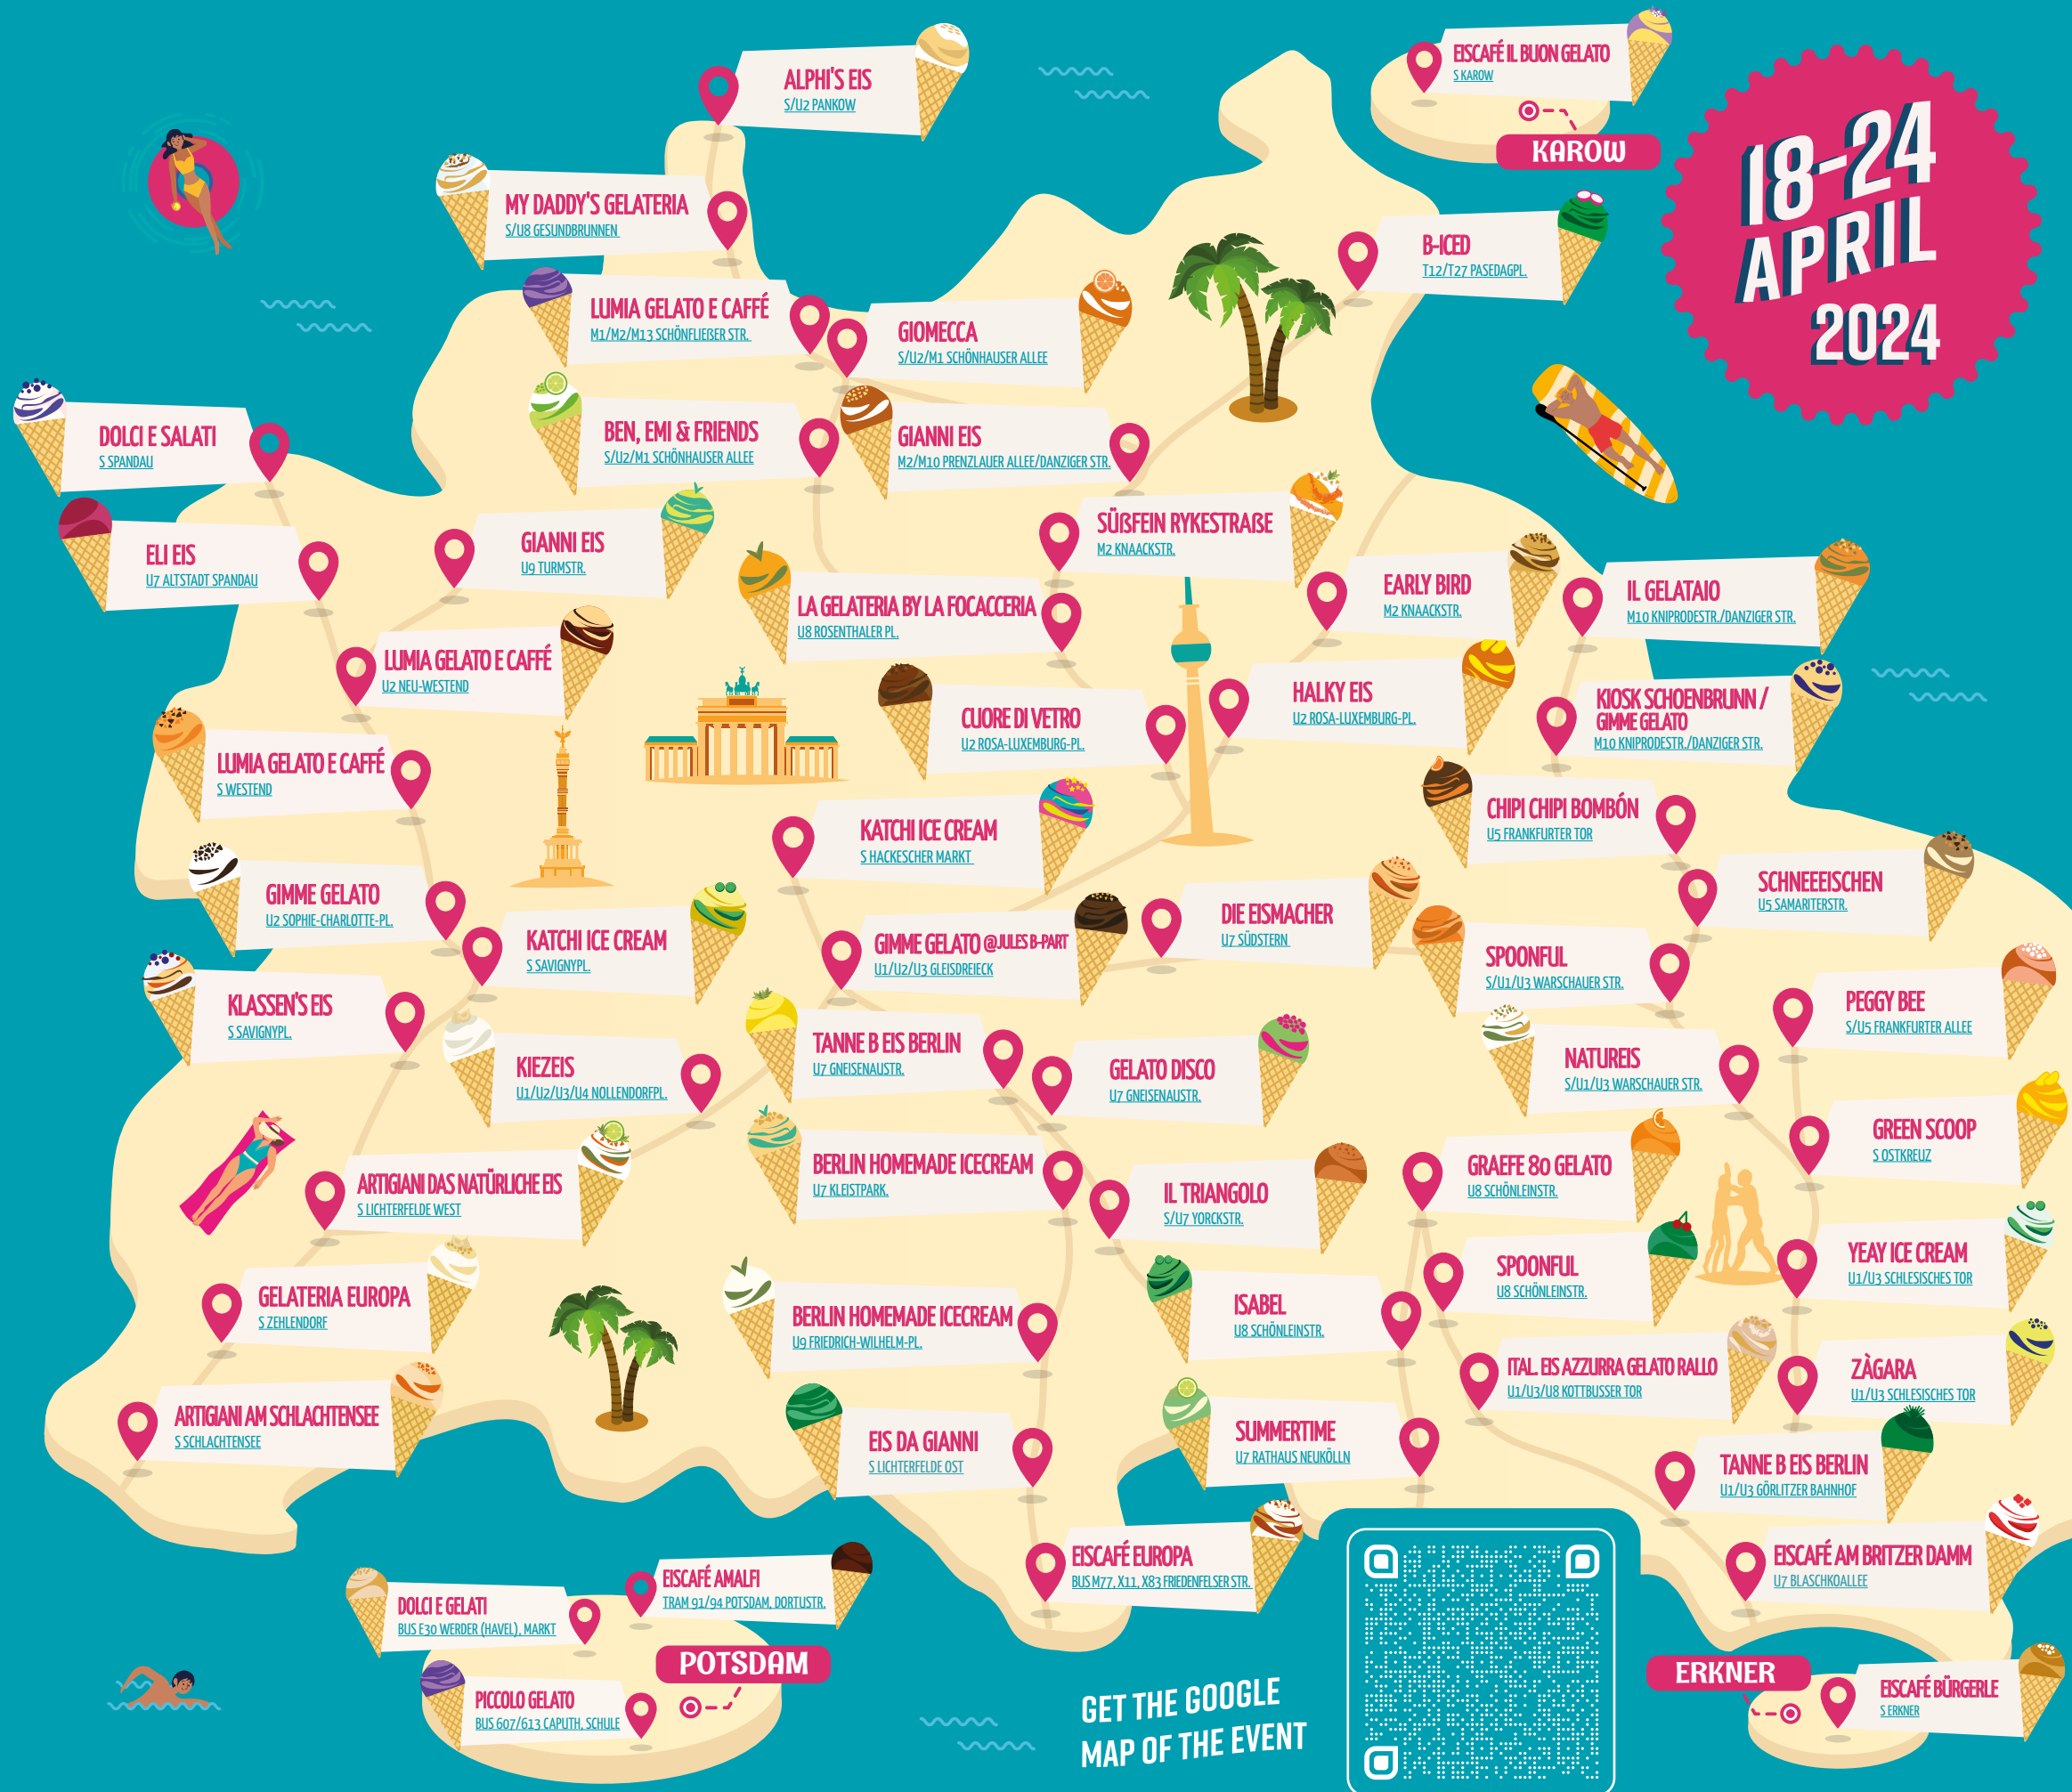 ALPHI'S EIS
S/U2 PANKOW
EISCAFÉ IL BUON GELATO
S KAROW
KAROW
18-24
APRIL
2024
MY DADDY'S GELATERIA
S/U8 GESUNDBRUNNEN
B-ICED
T12/T27 PASEDAGPL.
LUMIA GELATO E CAFFÉ
M1/M2/M13 SCHÖNFLIEßER STR.
GIOMECCA
S/U2/M1 SCHÖNHAUSER ALLEE
DOLCI E SALATI
S SPANDAU
BEN, EMI & FRIENDS
S/U2/M1 SCHÖNHAUSER ALLEE
GIANNI EIS
M2/M10 PRENZLAUER ALLEE/DANZIGER STR.
ELI EIS
U7 ALTSTADT SPANDAU
GIANNI EIS
U9 TURMSTR.
SÜßFEIN RYKESTRAßE
M2 KNAACKSTR.
LA GELATERIA BY LA FOCACCERIA
U8 ROSENTHALER PL.
EARLY BIRD
M2 KNAACKSTR.
IL GELATAIO
M10 KNIPRODESTR./DANZIGER STR.
LUMIA GELATO E CAFFÉ
U2 NEU-WESTEND
CUORE DI VETRO
U2 ROSA-LUXEMBURG-PL.
HALKY EIS
U2 ROSA-LUXEMBURG-PL.
KIOSK SCHOENBRUNN /
GIMME GELATO
M10 KNIPRODESTR./DANZIGER STR.
LUMIA GELATO E CAFFÉ
S WESTEND
KATCHI ICE CREAM
S HACKESCHER MARKT
CHIPI CHIPI BOMBÓN
U5 FRANKFURTER TOR
GIMME GELATO
U2 SOPHIE-CHARLOTTE-PL.
KATCHI ICE CREAM
S SAVIGNYPL.
GIMME GELATO @JULES B-PART
U1/U2/U3 GLEISDREIECK
DIE EISMACHER
U7 SÜDSTERN
SCHNEEEISCHEN
U5 SAMARITERSTR.
SPOONFUL
S/U1/U3 WARSCHAUER STR.
KLASSEN'S EIS
S SAVIGNYPL.
KIEZEIS
U1/U2/U3/U4 NOLLENDORFPL.
TANNE B EIS BERLIN
U7 GNEISENAUSTR.
GELATO DISCO
U7 GNEISENAUSTR.
NATUREIS
S/U1/U3 WARSCHAUER STR.
PEGGY BEE
S/U5 FRANKFURTER ALLEE
ARTIGIANI DAS NATÜRLICHE EIS
S LICHTERFELDE WEST
BERLIN HOMEMADE ICECREAM
U7 KLEISTPARK.
IL TRIANGOLO
S/U7 YORCKSTR.
GRAEFE 80 GELATO
U8 SCHÖNLEINSTR.
GREEN SCOOP
S OSTKREUZ
GELATERIA EUROPA
S ZEHLENDORF
BERLIN HOMEMADE ICECREAM
U9 FRIEDRICH-WILHELM-PL.
ISABEL
U8 SCHÖNLEINSTR.
SPOONFUL
U8 SCHÖNLEINSTR.
YEAY ICE CREAM
U1/U3 SCHLESISCHES TOR
ARTIGIANI AM SCHLACHTENSEE
S SCHLACHTENSEE
EIS DA GIANNI
S LICHTERFELDE OST
SUMMERTIME
U7 RATHAUS NEUKÖLLN
ITAL. EIS AZZURRA GELATO RALLO
U1/U3/U8 KOTTBUSSER TOR
ZÀGARA
U1/U3 SCHLESISCHES TOR
TANNE B EIS BERLIN
U1/U3 GÖRLITZER BAHNHOF
EISCAFÉ EUROPA
BUS M77, X11, X83 FRIEDENFELSER STR.
EISCAFÉ AM BRITZER DAMM
U7 BLASCHKOALLEE
DOLCI E GELATI
BUS E30 WERDER (HAVEL), MARKT
EISCAFÉ AMALFI
TRAM 91/94 POTSDAM, DORTUSTR.
POTSDAM
PICCOLO GELATO
BUS 607/613 CAPUTH, SCHULE
GET THE GOOGLE
MAP OF THE EVENT
ERKNER
EISCAFÉ BÜRGERLE
S ERKNER